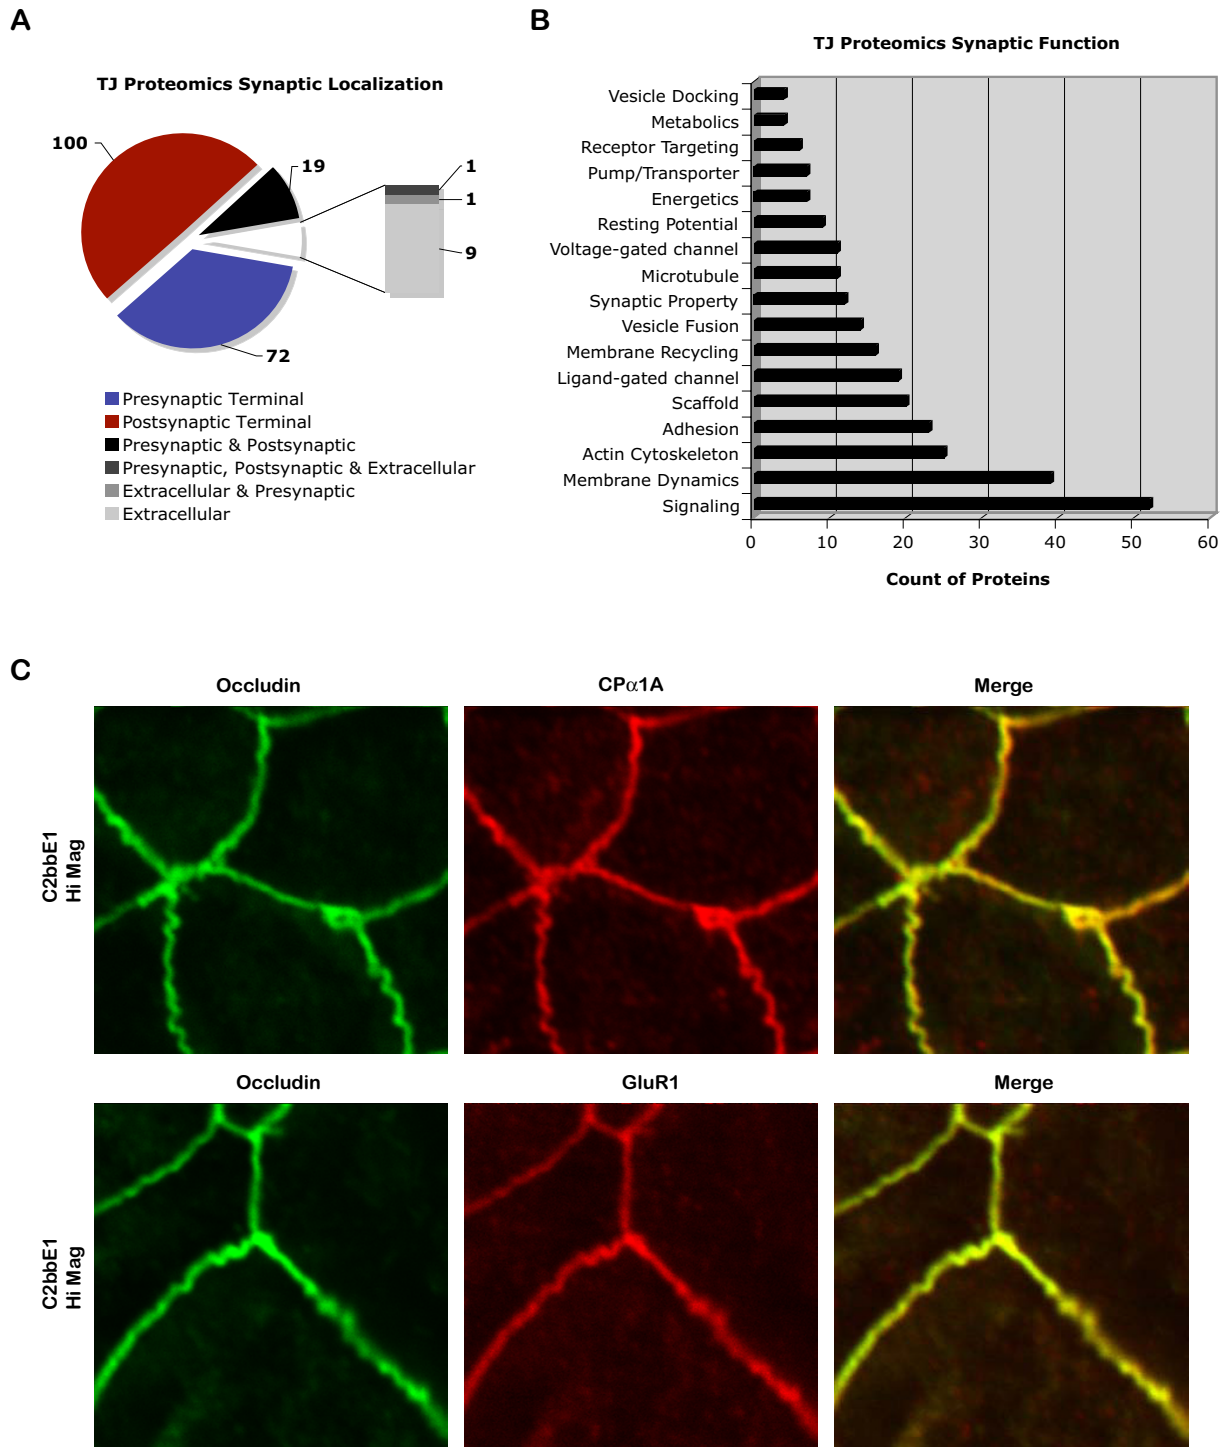 A
TJ Proteomics Synaptic Localization
100
19
1
1
9
72
Presynaptic Terminal
Postsynaptic Terminal
Presynaptic & Postsynaptic
Presynaptic, Postsynaptic & Extracellular
Extracellular & Presynaptic
Extracellular
B
TJ Proteomics Synaptic Function
Vesicle Docking
Metabolics
Receptor Targeting
Pump/Transporter
Energetics
Resting Potential
Voltage-gated channel
Microtubule
Synaptic Property
Vesicle Fusion
Membrane Recycling
Ligand-gated channel
Scaffold
Adhesion
Actin Cytoskeleton
Membrane Dynamics
Signaling
0 10 20 30 40 50 60
Count of Proteins
C
Occludin CPα1A Merge
C2bbE1
Hi Mag
Occludin GluR1 Merge
C2bbE1
Hi Mag